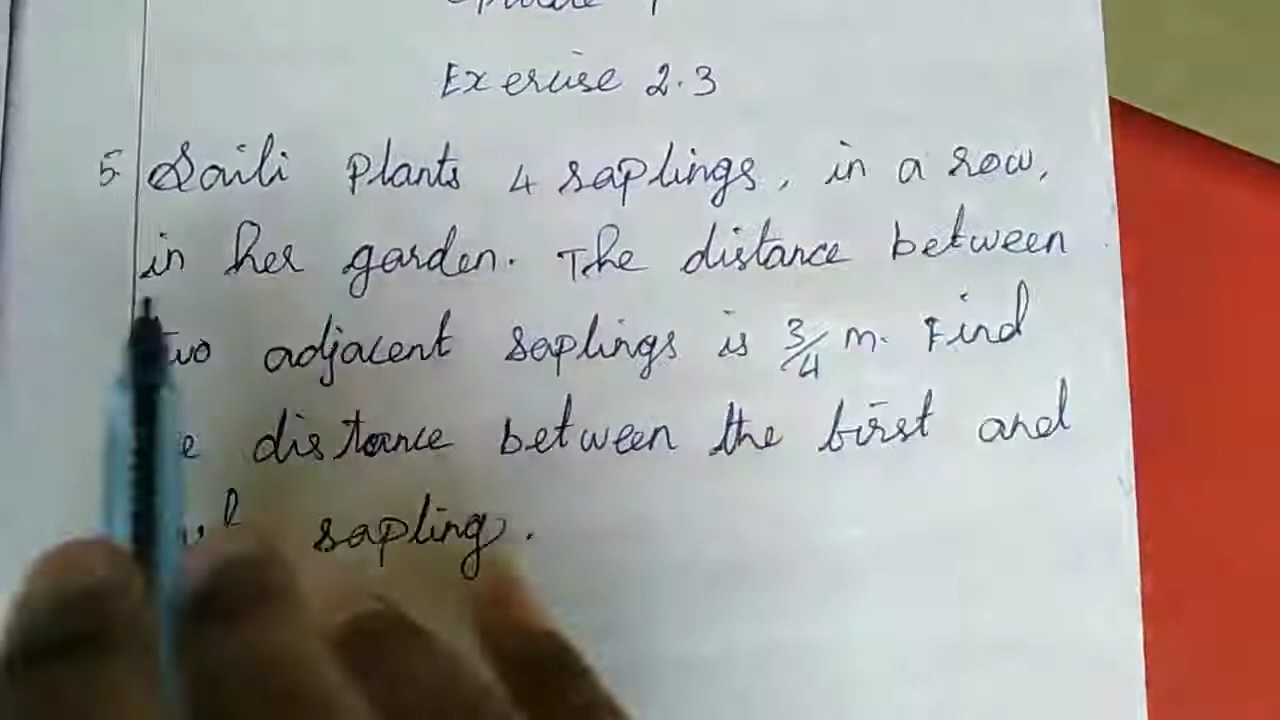 Exercise 2.3
5. Saili plants 4 saplings, in a row,
in her garden. The distance between
adjacent saplings is 3/4 m. Find
distance between the first and
sapling.